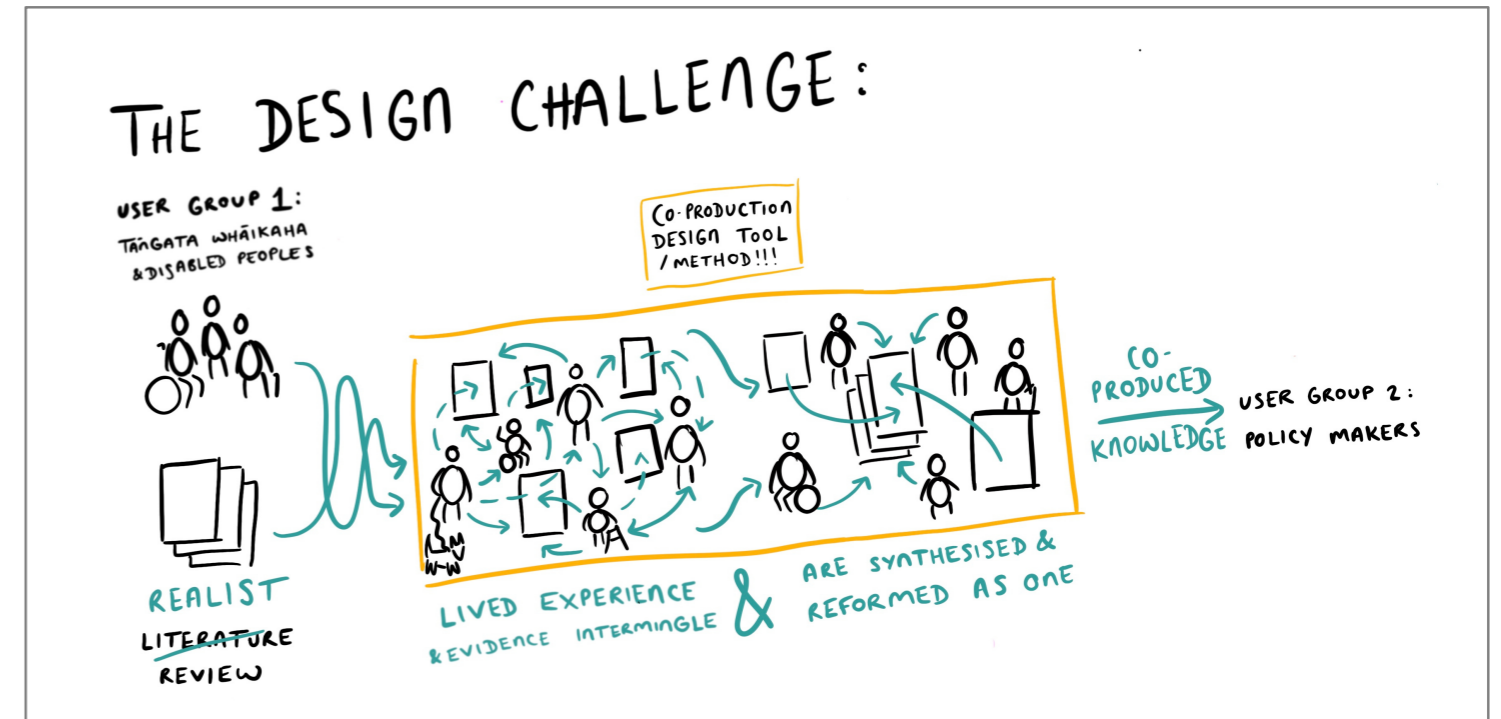 THE DESIGN CHALLENGE:
USER GROUP 1:
TĀNGATA WHĀIKAHA
& DISABLED PEOPLES
REALIST
LITERATURE
REVIEW
CO-PRODUCTION
DESIGN TOOL
/METHOD!!!
LIVED EXPERIENCE
& EVIDENCE INTERMINGLE
&
ARE SYNTHESISED &
REFORMED AS ONE
CO-
PRODUCED
KNOWLEDGE
USER GROUP 2:
POLICY MAKERS